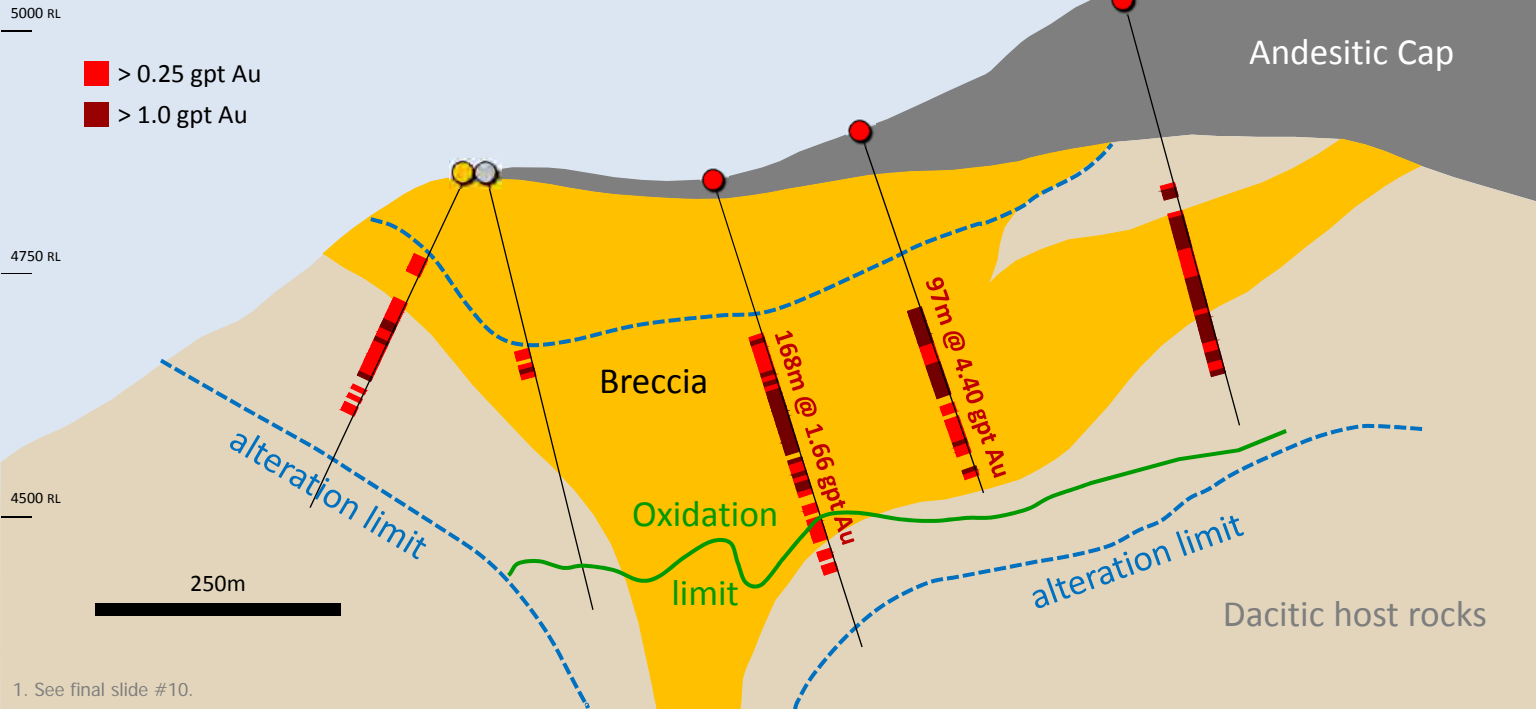 5000 RL
> 0.25 gpt Au
> 1.0 gpt Au
Andesitic Cap
4750 RL
168m @ 1.66 gpt Au
97m @ 4.40 gpt Au
Breccia
alteration limit
4500 RL
Oxidation
limit
250m
alteration limit
Dacitic host rocks
1. See final slide #10.